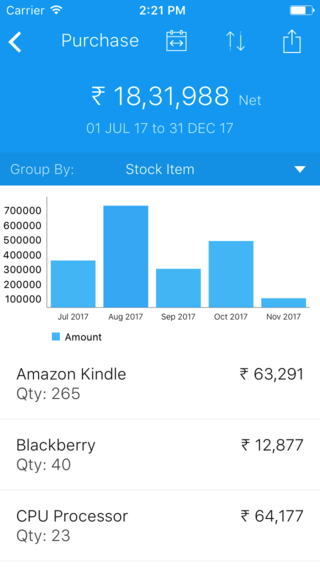 Carrier 2:21 PM
Purchase
₹ 18,31,988 Net
01 JUL 17 to 31 DEC 17
Group By: Stock Item
700000
600000
500000
400000
300000
200000
100000
Jul 2017 Aug 2017 Sep 2017 Oct 2017 Nov 2017
Amount
Amazon Kindle ₹ 63,291
Qty: 265
Blackberry ₹ 12,877
Qty: 40
CPU Processor ₹ 64,177
Qty: 23